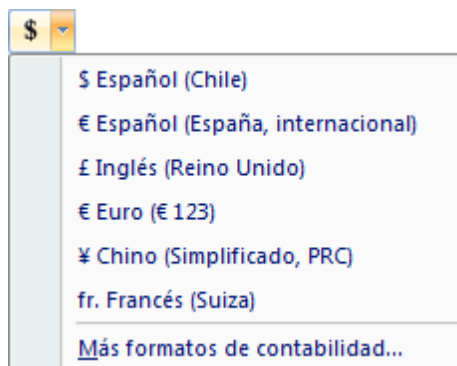 $
$ Español (Chile)
€ Español (España, internacional)
£ Inglés (Reino Unido)
€ Euro (€ 123)
¥ Chino (Simplificado, PRC)
fr. Francés (Suiza)
Más formatos de contabilidad...